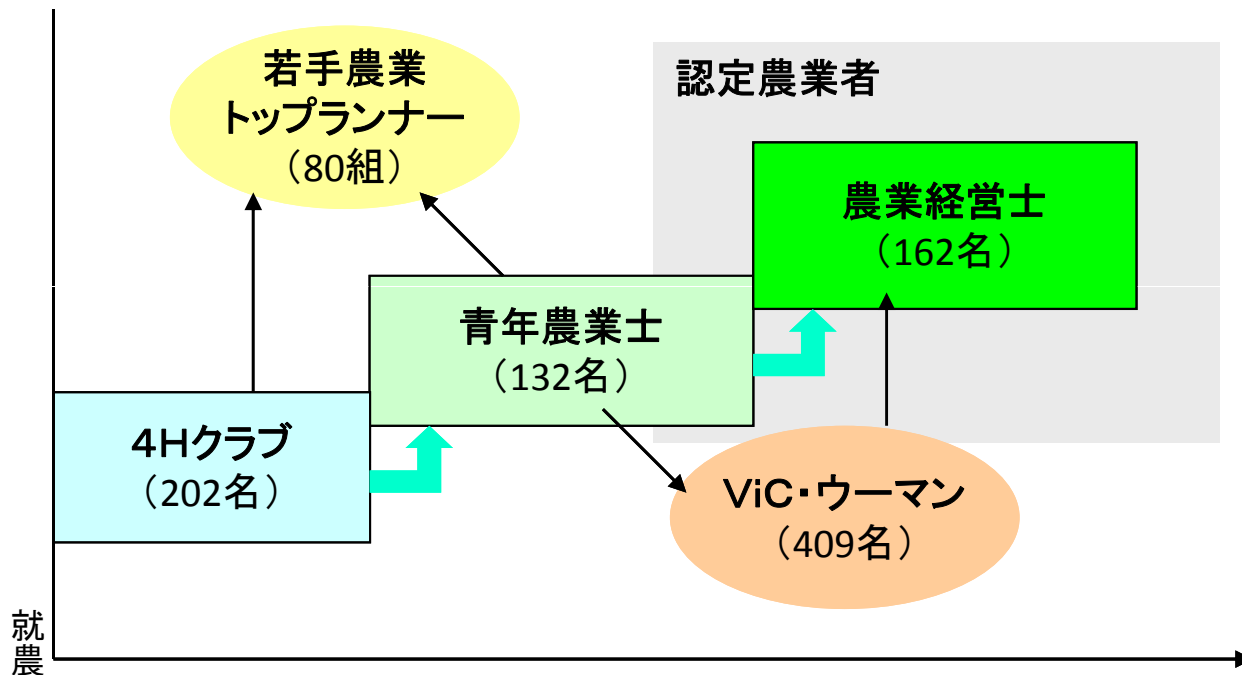 若手農業
トップランナー
（80組）
認定農業者
農業経営士
（162名）
青年農業士
（132名）
４Hクラブ
（202名）
ViC・ウーマン
（409名）
就農